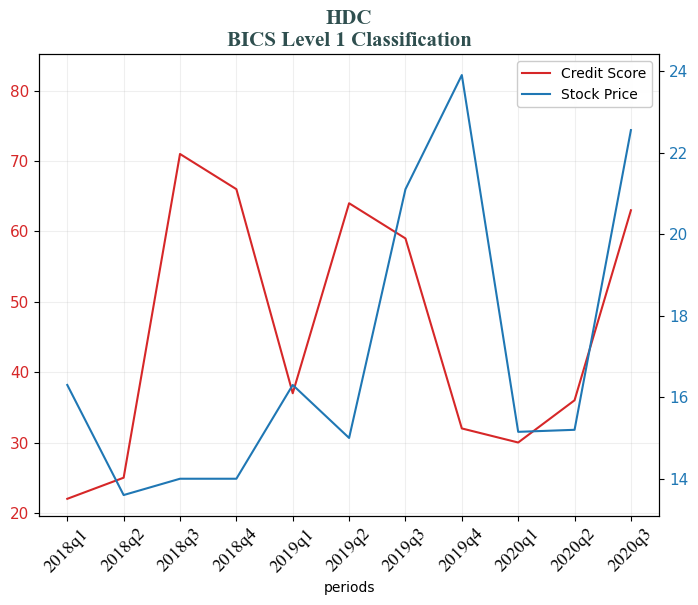 HDC
BICS Level 1 Classification
Credit Score
Stock Price
80
70
60
50
40
30
20
24
22
20
18
16
14
2018q1
2018q2
2018q3
2018q4
2019q1
2019q2
2019q3
2019q4
2020q1
2020q2
2020q3
periods